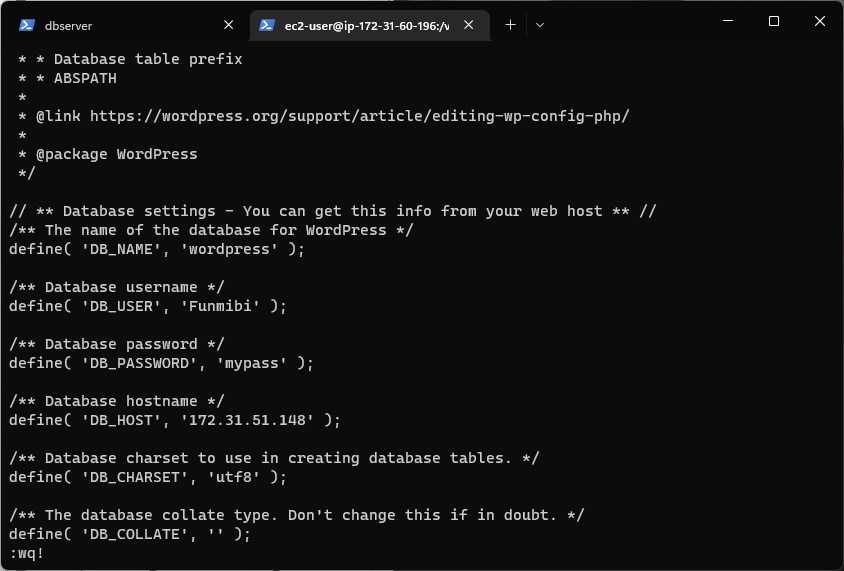 dbserver
ec2-user@ip-172-31-60-196:/v
* * Database table prefix
* * ABSPATH
*
* @link https://wordpress.org/support/article/editing-wp-config-php/
*
* @package WordPress
*/
// ** Database settings - You can get this info from your web host ** //
/** The name of the database for WordPress */
define( 'DB_NAME', 'wordpress' );
/** Database username */
define( 'DB_USER', 'Funmibi' );
/** Database password */
define( 'DB_PASSWORD', 'mypass' );
/** Database hostname */
define( 'DB_HOST', '172.31.51.148' );
/** Database charset to use in creating database tables. */
define( 'DB_CHARSET', 'utf8' );
/** The database collate type. Don't change this if in doubt. */
define( 'DB_COLLATE', '' );
:wq!